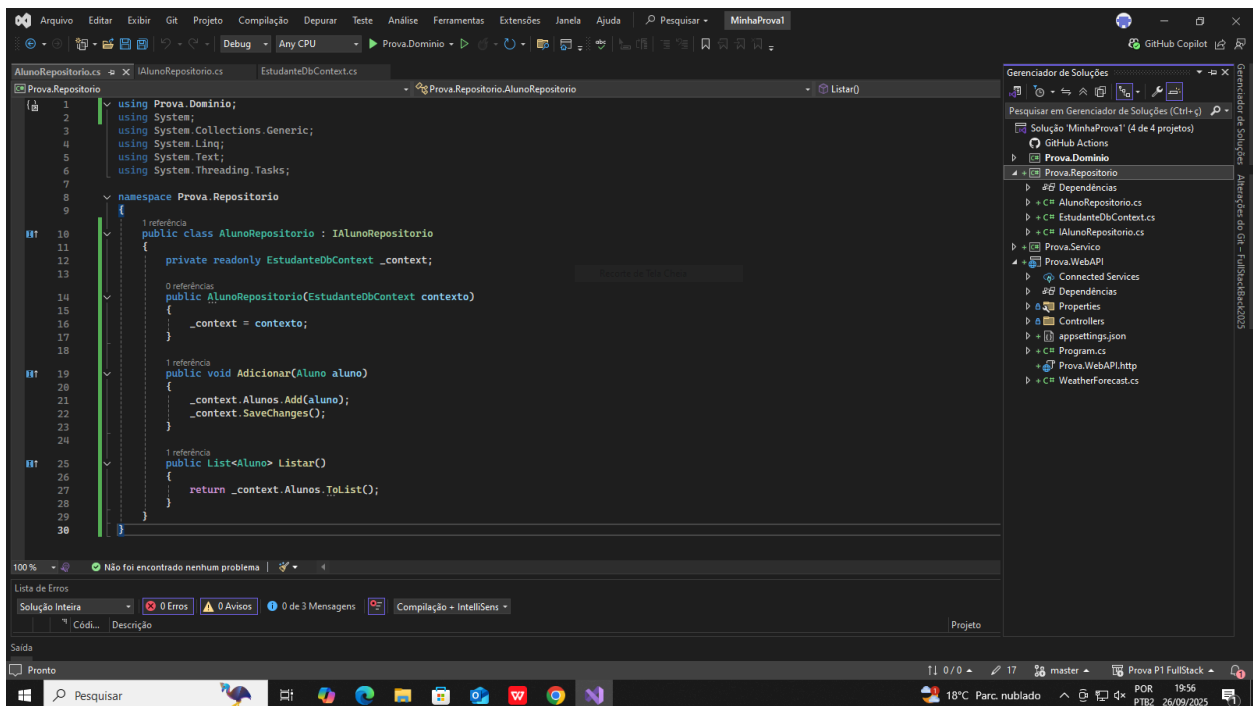 Arquivo Editar Exibir Git Projeto Compilação Depurar Teste Análise Ferramentas Extensões Janela Ajuda Pesquisar MinhaProva1
Debug Any CPU Prova.Dominio GitHub Copilot
AlunoRepositorio.cs IAlunoRepositorio.cs EstudanteDbContext.cs
Prova.Repositorio Prova.Repositorio.AlunoRepositorio Listar()
1 using Prova.Dominio;
2 using System;
3 using System.Collections.Generic;
4 using System.Linq;
5 using System.Text;
6 using System.Threading.Tasks;
7
8 namespace Prova.Repositorio
9 {
1 referência
10 public class AlunoRepositorio : IAlunoRepositorio
11 {
12 private readonly EstudanteDbContext _context;
13
0 referências
14 public AlunoRepositorio(EstudanteDbContext contexto)
15 {
16 _context = contexto;
17 }
18
1 referência
19 public void Adicionar(Aluno aluno)
20 {
21 _context.Alunos.Add(aluno);
22 _context.SaveChanges();
23 }
24
1 referência
25 public List<Aluno> Listar()
26 {
27 return _context.Alunos.ToList();
28 }
29 }
30 }
100 % Não foi encontrado nenhum problema
Lista de Erros
Solução Inteira 0 Erros 0 Avisos 0 de 3 Mensagens Compilação + IntelliSens
Códi... Descrição Projeto
Saída
Pronto 0 / 0 17 master Prova P1 FullStack
Gerenciador de Soluções
Pesquisar em Gerenciador de Soluções (Ctrl+ç)
Solução 'MinhaProva1' (4 de 4 projetos)
GitHub Actions
Prova.Dominio
Prova.Repositorio
Dependências
AlunoRepositorio.cs
EstudanteDbContext.cs
IAlunoRepositorio.cs
Prova.Servico
Prova.WebAPI
Connected Services
Dependências
Properties
Controllers
appsettings.json
Program.cs
Prova.WebAPI.http
WeatherForecast.cs
Gerenciador de Soluções
Alterações do Git – FullStackBack2025
Pesquisar 18°C Parc. nublado POR 19:56
PTB2 26/09/2025